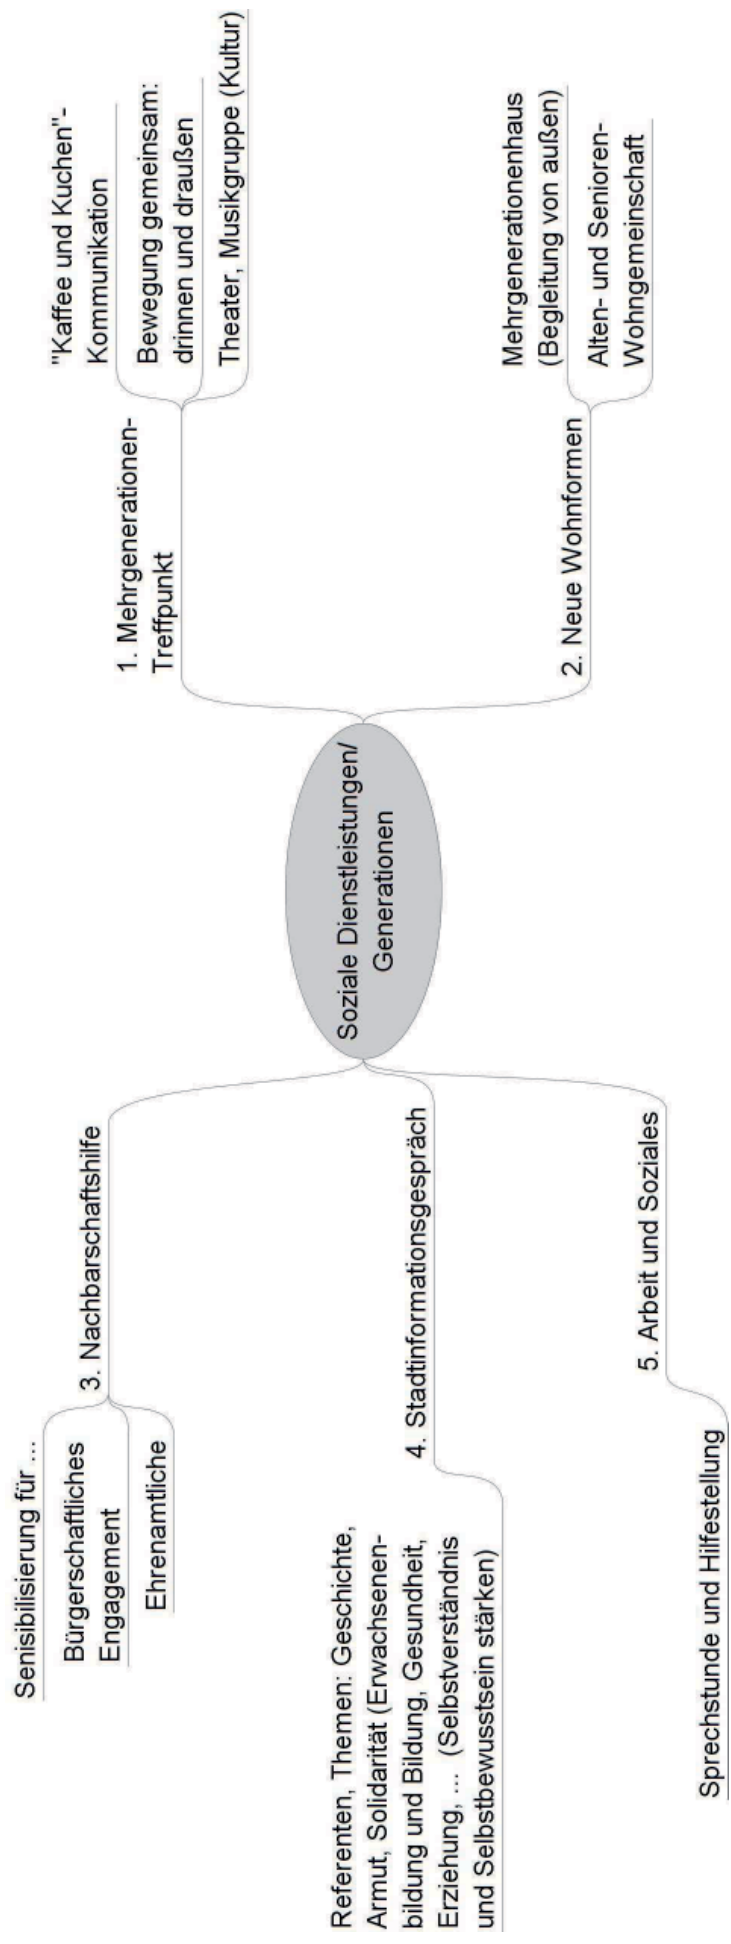 Soziale Dienstleistungen/
Generationen
1. Mehrgenerationen-
Treffpunkt
"Kaffee und Kuchen"-
Kommunikation
Bewegung gemeinsam:
drinnen und draußen
Theater, Musikgruppe (Kultur)
2. Neue Wohnformen
Mehrgenerationenhaus
(Begleitung von außen)
Alten- und Senioren-
Wohngemeinschaft
3. Nachbarschaftshilfe
Senisibilisierung für ...
Bürgerschaftliches
Engagement
Ehrenamtliche
4. Stadtinformationsgespräch
Referenten, Themen: Geschichte,
Armut, Solidarität (Erwachsenen-
bildung und Bildung, Gesundheit,
Erziehung, ... (Selbstverständnis
und Selbstbewusstsein stärken)
5. Arbeit und Soziales
Sprechstunde und Hilfestellung